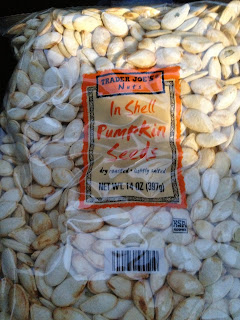 TRADER JOE'S
Nuts
In Shell
Pumpkin
Seeds
dry roasted • lightly salted
NET WT. 14 OZ (397g)